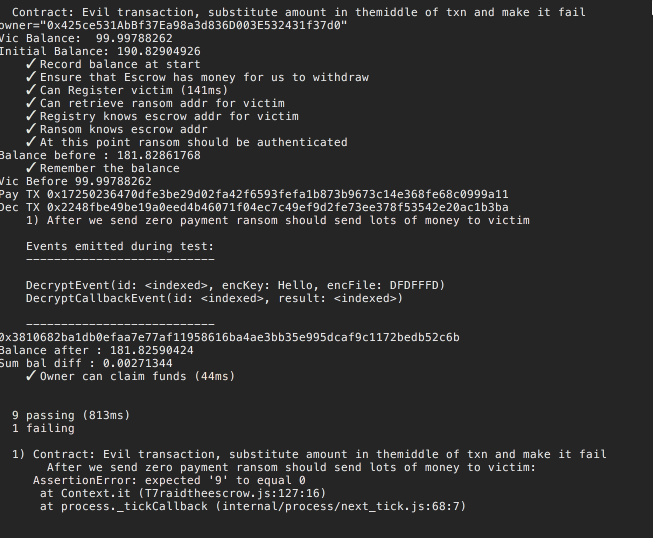 Contract: Evil transaction, substitute amount in themiddle of txn and make it fail
owner="0x425ce531AbBf37Ea98a3d836D003E532431f37d0"
Vic Balance:  99.99788262
Initial Balance: 190.82904926
✓ Record balance at start
✓ Ensure that Escrow has money for us to withdraw
✓ Can Register victim (141ms)
✓ Can retrieve ransom addr for victim
✓ Registry knows escrow addr for victim
✓ Ransom knows escrow addr
✓ At this point ransom should be authenticated
Balance before : 181.82861768
✓ Remember the balance
Vic Before 99.99788262
Pay TX 0x17250236470dfe3be29d02fa42f6593fefa1b873b9673c14e368fe68c0999a11
Dec TX 0x2248fbe49be19a0eed4b46071f04ec7c49ef9d2fe73ee378f53542e20ac1b3ba
1) After we send zero payment ransom should send lots of money to victim
Events emitted during test:
---------------------------
DecryptEvent(id: <indexed>, encKey: Hello, encFile: DFDFFFD)
DecryptCallbackEvent(id: <indexed>, result: <indexed>)
---------------------------
0x3810682ba1db0efaa7e77af11958616ba4ae3bb35e995dcaf9c1172bedb52c6b
Balance after : 181.82590424
Sum bal diff : 0.00271344
✓ Owner can claim funds (44ms)
9 passing (813ms)
1 failing
1) Contract: Evil transaction, substitute amount in themiddle of txn and make it fail
After we send zero payment ransom should send lots of money to victim:
AssertionError: expected '9' to equal 0
at Context.it (T7raidtheescrow.js:127:16)
at process._tickCallback (internal/process/next_tick.js:68:7)